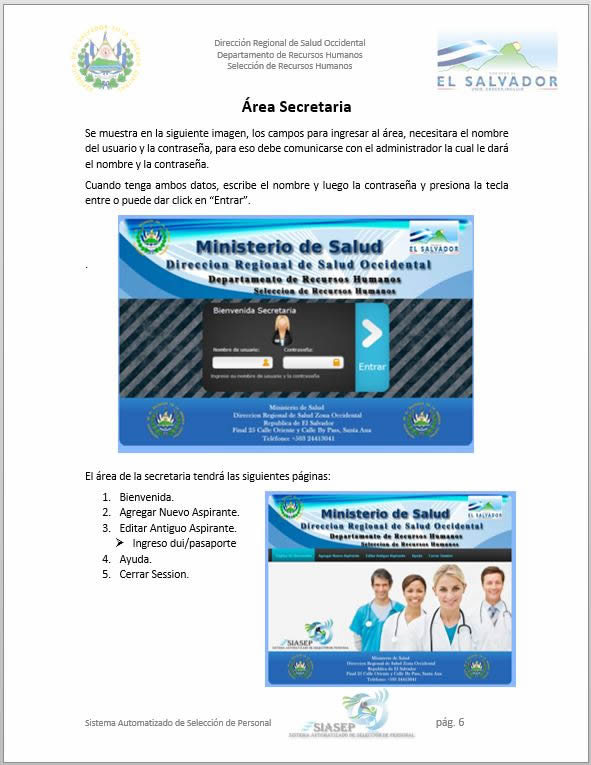 Dirección Regional de Salud Occidental
Departamento de Recursos Humanos
Selección de Recursos Humanos
EL SALVADOR
Área Secretaria
Se muestra en la siguiente imagen, los campos para ingresar al área, necesitara el nombre
del usuario y la contraseña, para eso debe comunicarse con el administrador la cual le dará
el nombre y la contraseña.
Cuando tenga ambos datos, escribe el nombre y luego la contraseña y presiona la tecla
entre o puede dar click en “Entrar”.
.
Ministerio de Salud
EL SALVADOR
Direccion Regional de Salud Occidental
Departamento de Recursos Humanos
Seleccion de Recursos Humanos
Bienvenida Secretaria
Nombre de usuario:
Contraseña:
Entrar
Ingrese su nombre de usuario y la contraseña
Ministerio de Salud
Direccion Regional de Salud Zona Occidental
Republica de El Salvador
Final 25 Calle Oriente y Calle By Pass, Santa Ana
Teléfono: +503 24413041
El área de la secretaria tendrá las siguientes páginas:
1. Bienvenida.
2. Agregar Nuevo Aspirante.
3. Editar Antiguo Aspirante.
➢ Ingreso dui/pasaporte
4. Ayuda.
5. Cerrar Session.
Ministerio de Salud
EL SALVADOR
Direccion Regional de Salud Occidental
Departamento de Recursos Humanos
Seleccion de Recursos Humanos
Agregar Nuevo Aspirante
Editar Antiguo Aspirante
Ayuda
Cerrar Session
SIASEP
SISTEMA AUTOMATIZADO DE SELECCIÓN DE PERSONAL
Ministerio de Salud
Direccion Regional de Salud Zona Occidental
Republica de El Salvador
Final 25 Calle Oriente y Calle By Pass, Santa Ana
Teléfono: +503 24413041
Sistema Automatizado de Selección de Personal
SIASEP
SISTEMA AUTOMATIZADO DE SELECCIÓN DE PERSONAL
pág. 6